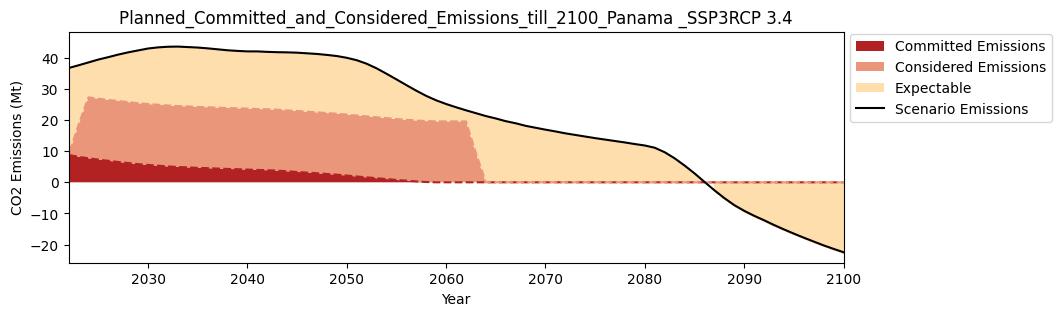 Planned_Committed_and_Considered_Emissions_till_2100_Panama _SSP3RCP 3.4
Committed Emissions
Considered Emissions
Expectable
Scenario Emissions
CO2 Emissions (Mt)
40
30
20
10
0
−10
−20
2030 2040 2050 2060 2070 2080 2090 2100
Year